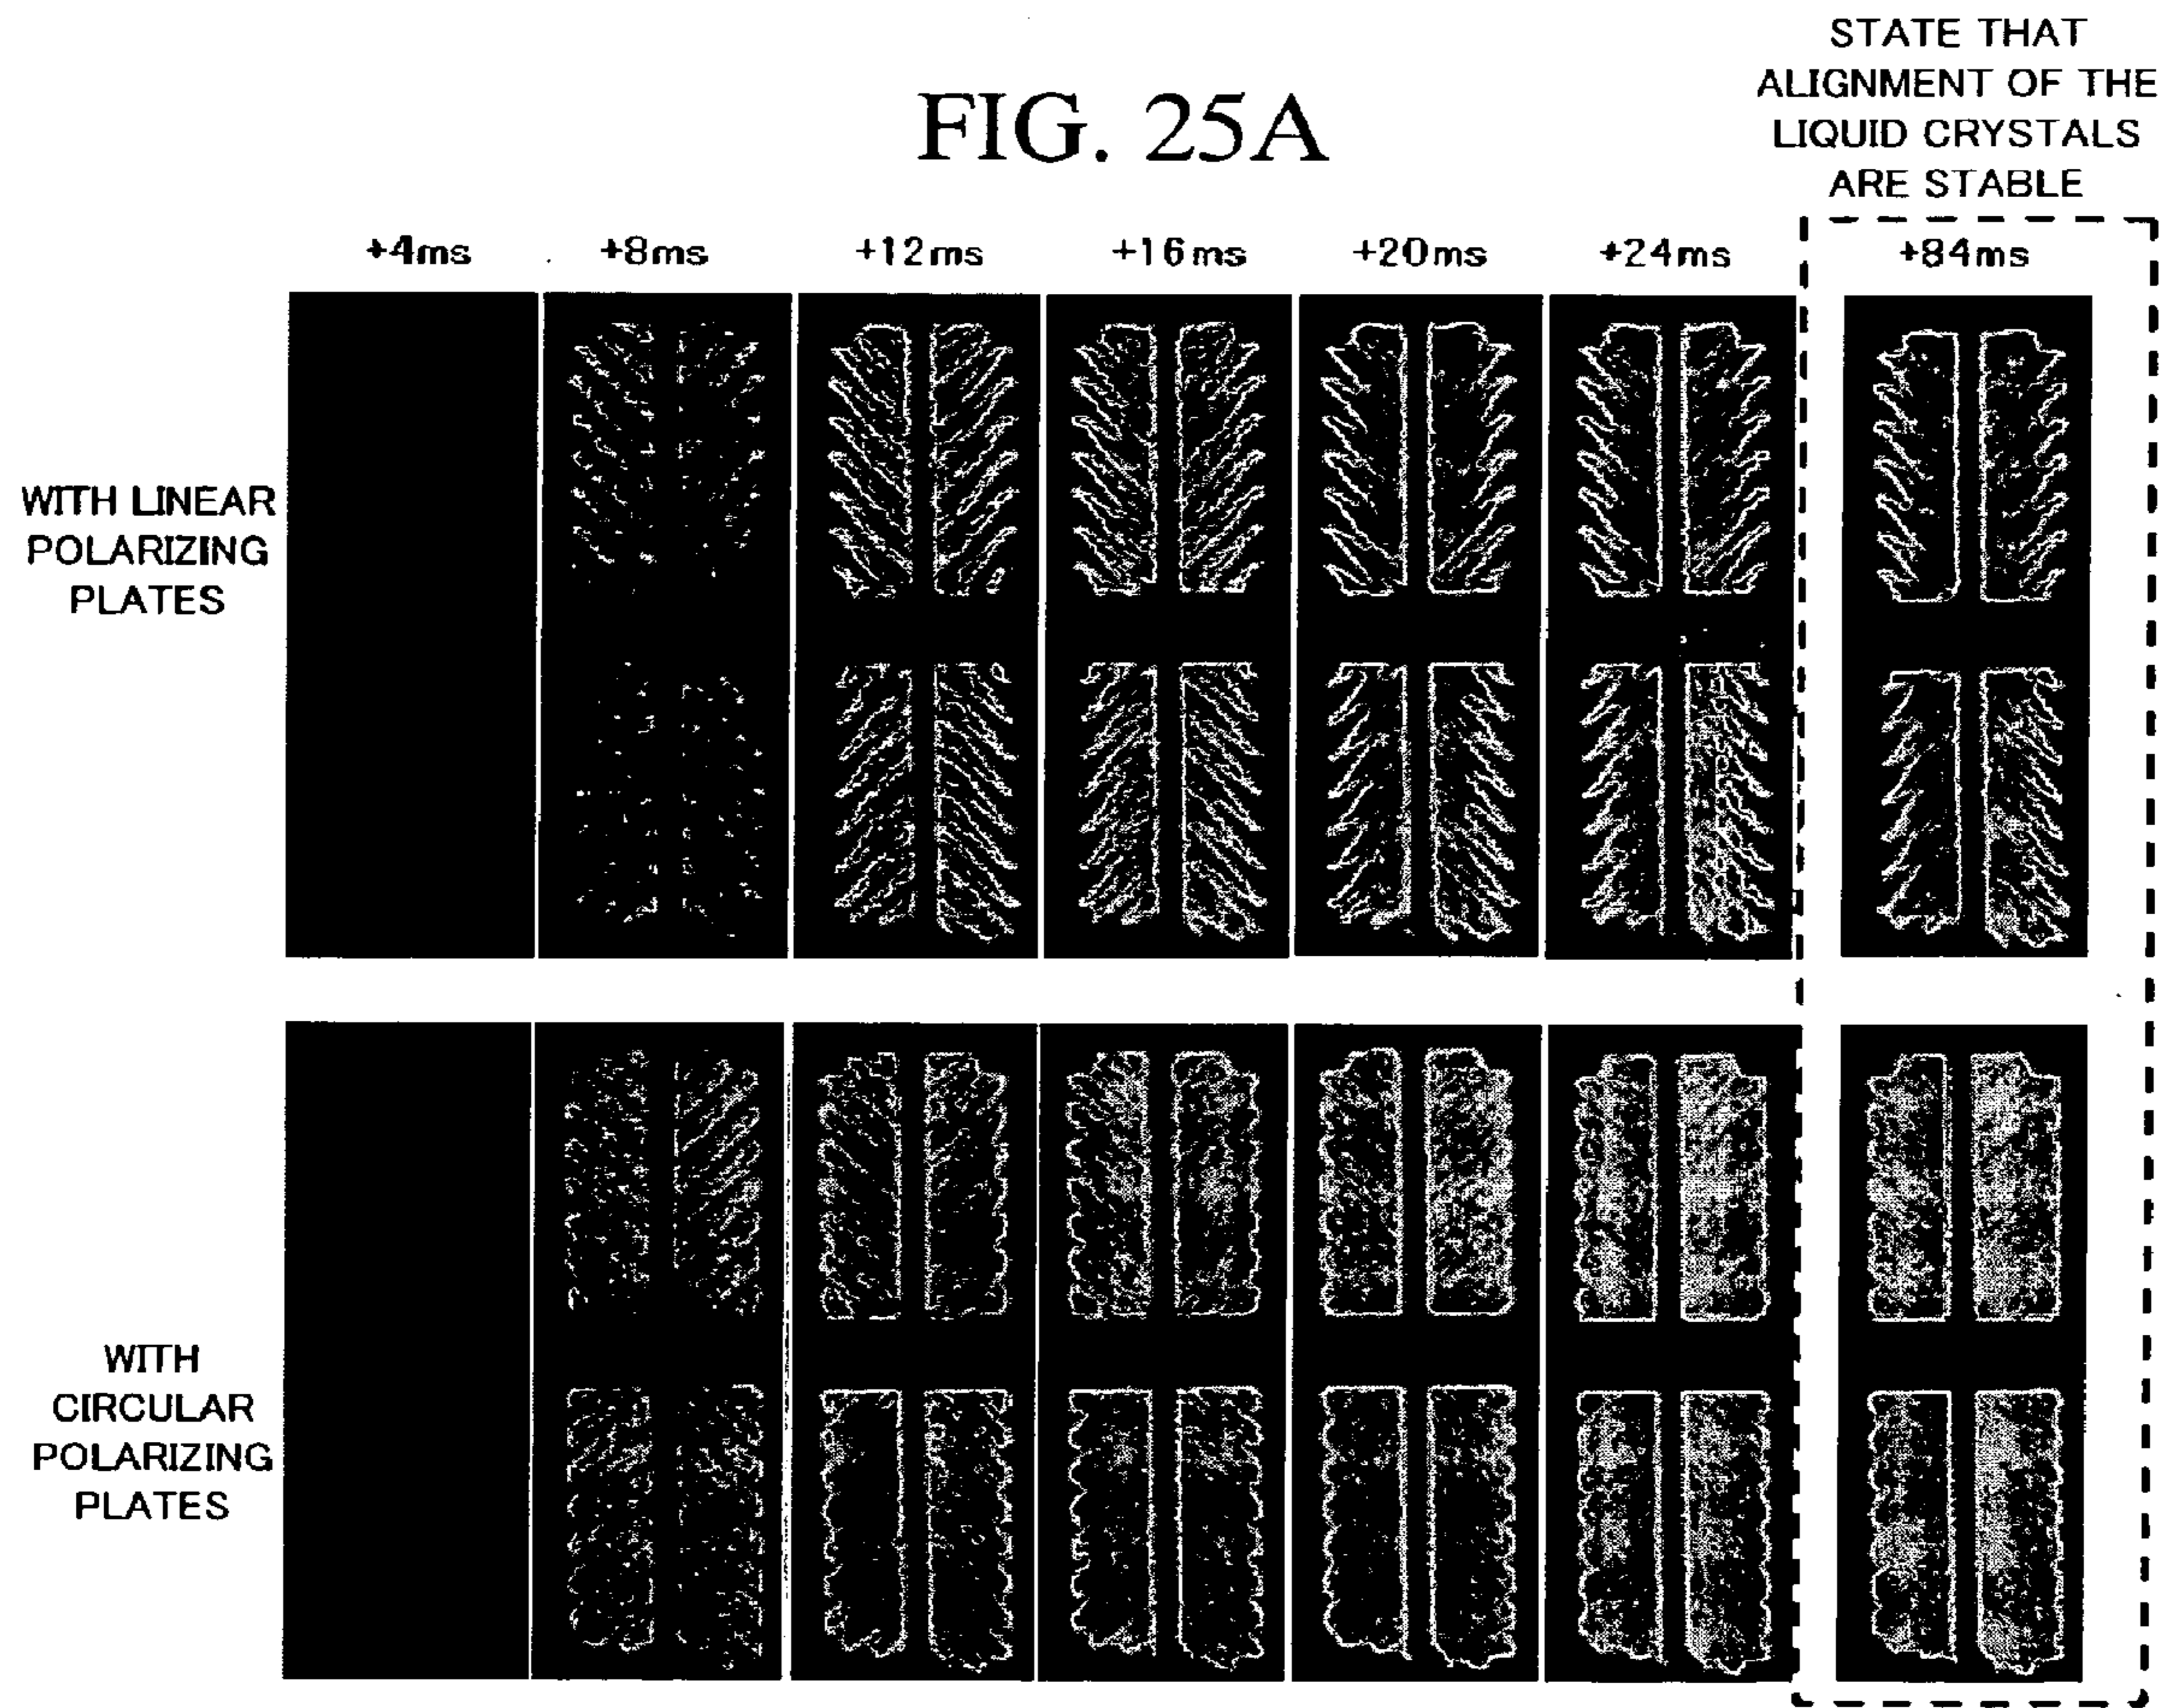 FIG. 25A
STATE THAT
ALIGNMENT OF THE
LIQUID CRYSTALS
ARE STABLE
+4ms +8ms +12ms +16ms +20ms +24ms +84ms
WITH LINEAR
POLARIZING
PLATES
WITH
CIRCULAR
POLARIZING
PLATES